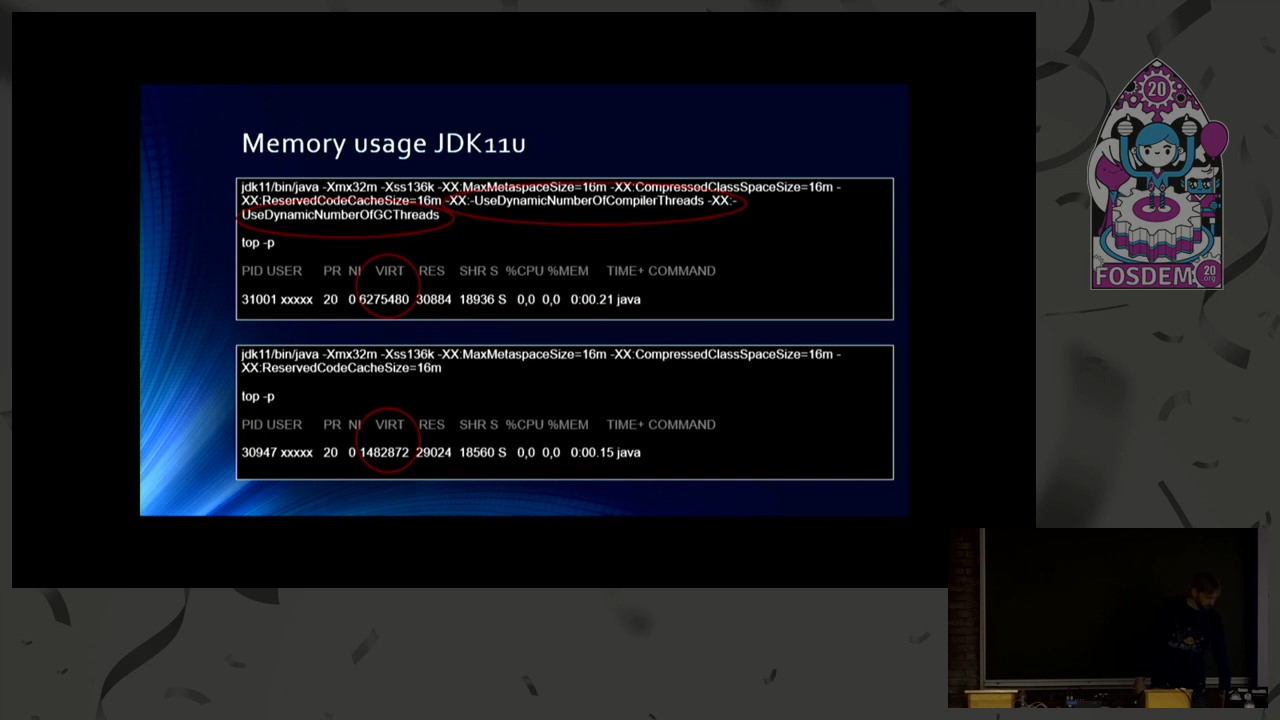 Memory usage JDK11u
jdk11/bin/java -Xmx32m -Xss136k -XX:MaxMetaspaceSize=16m -XX:CompressedClassSpaceSize=16m -
XX:ReservedCodeCacheSize=16m -XX:-UseDynamicNumberOfCompilerThreads -XX:-
UseDynamicNumberOfGCThreads
top -p
PID USER PR NI VIRT RES SHR S %CPU %MEM TIME+ COMMAND
31001 xxxxx 20 0 6275480 30884 18936 S 0,0 0,0 0:00.21 java
jdk11/bin/java -Xmx32m -Xss136k -XX:MaxMetaspaceSize=16m -XX:CompressedClassSpaceSize=16m -
XX:ReservedCodeCacheSize=16m
top -p
PID USER PR NI VIRT RES SHR S %CPU %MEM TIME+ COMMAND
30947 xxxxx 20 0 1482872 29024 18560 S 0,0 0,0 0:00.15 java
20
FOSDEM 20
.org